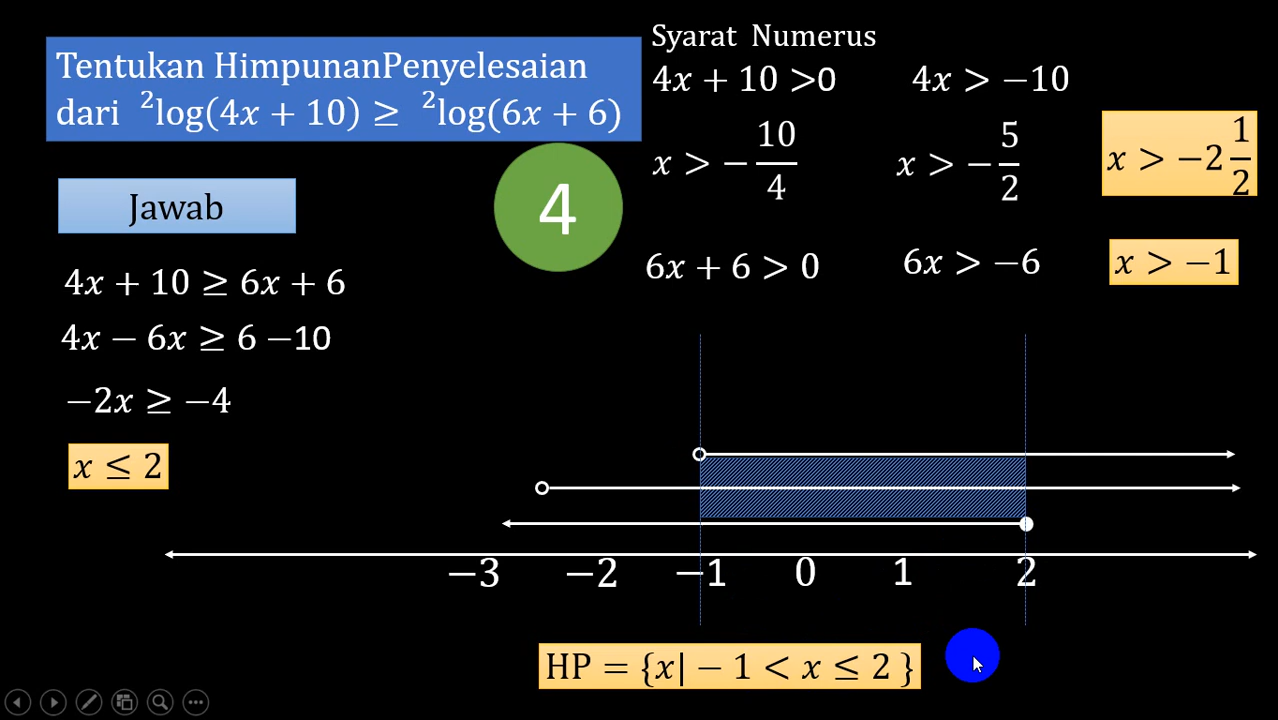 Tentukan HimpunanPenyelesaian
dari ²log(4x + 10) ≥ ²log(6x + 6)
Jawab
4
4x + 10 ≥ 6x + 6
4x − 6x ≥ 6 −10
−2x ≥ −4
x ≤ 2
Syarat Numerus
4x + 10 >0 4x > −10
x > −10/4 x > −5/2 x > −2 1/2
6x + 6 > 0 6x > −6 x > −1
−3 −2 −1 0 1 2
HP = {x| − 1 < x ≤ 2 }